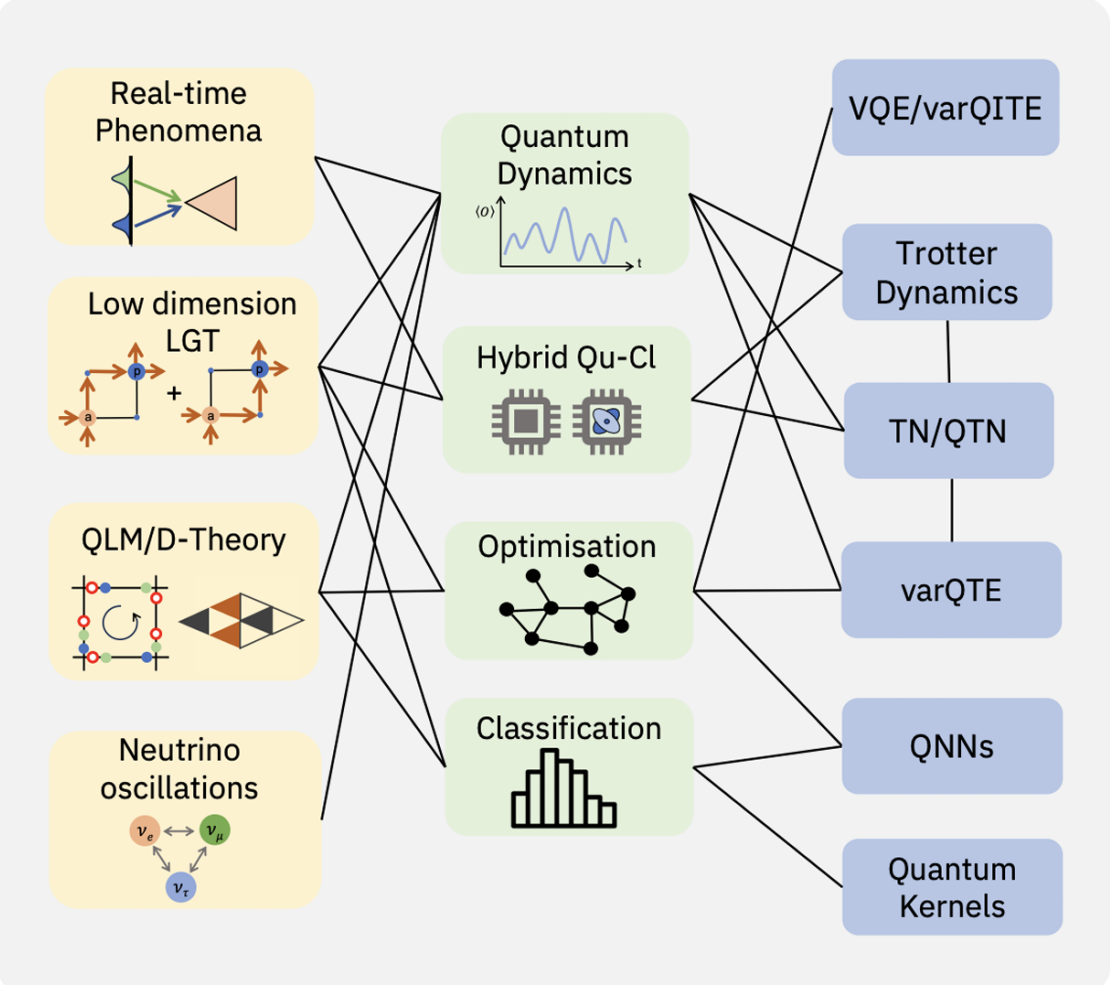 Real-time
Phenomena
Low dimension
LGT
p
a
+
p
a
QLM/D-Theory
Neutrino
oscillations
νe
νμ
ντ
Quantum
Dynamics
⟨O⟩
t
Hybrid Qu-Cl
Optimisation
Classification
VQE/varQITE
Trotter
Dynamics
TN/QTN
varQTE
QNNs
Quantum
Kernels